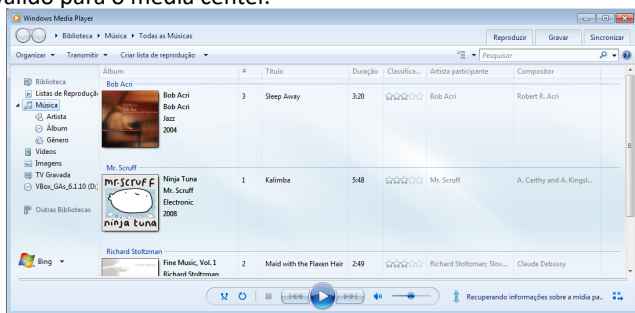 válido para o media center.
Windows Media Player
Biblioteca ▸ Música ▸ Todas as Músicas
Reproduzir Gravar Sincronizar
Organizar Transmitir Criar lista de reprodução Pesquisar
Álbum # Título Duração Classifica... Artista participante Compositor
Biblioteca
Listas de Reproduçã
Música
Artista
Álbum
Gênero
Vídeos
Imagens
TV Gravada
VBox_GAs_6.1.10 (D:)
Outras Bibliotecas
Bing
Bob Acri
Bob Acri 3 Sleep Away 3:20 Bob Acri Robert R. Acri
Bob Acri
Jazz
2004
Mr. Scruff
mr.scruff
ninja tuna
Ninja Tuna 1 Kalimba 5:48 Mr. Scruff A. Carthy and A. Kingsl...
Mr. Scruff
Electronic
2008
Richard Stoltzman
Fine Music, Vol. 1 2 Maid with the Flaxen Hair 2:49 Richard Stoltzman; Slov... Claude Debussy
Richard Stoltzman
Recuperando informações sobre a mídia pa...